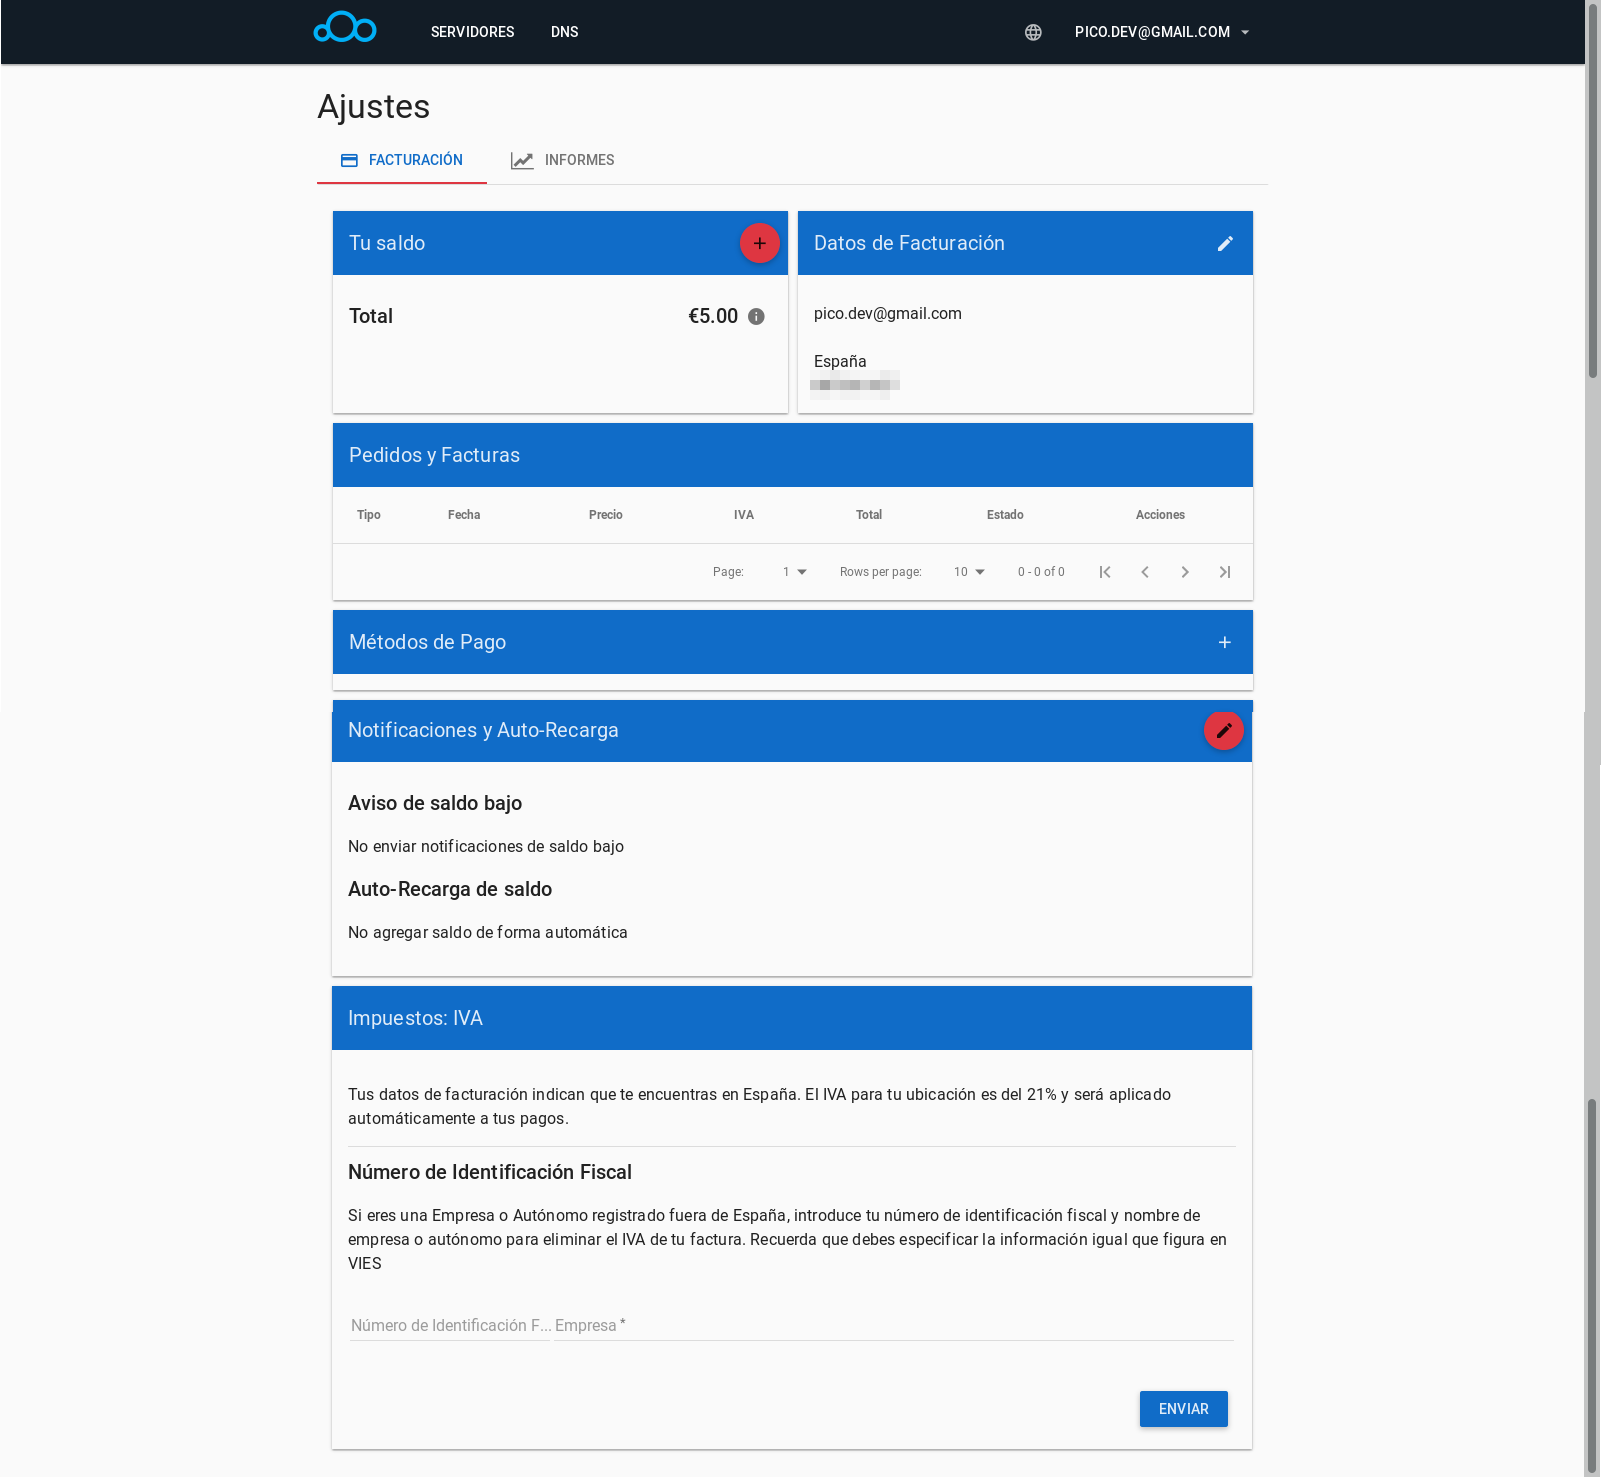 SERVIDORES DNS PICO.DEV@GMAIL.COM
Ajustes
FACTURACIÓN INFORMES
Tu saldo
Total €5.00
Datos de Facturación
pico.dev@gmail.com
España
Pedidos y Facturas
Tipo Fecha Precio IVA Total Estado Acciones
Page: 1 Rows per page: 10 0 - 0 of 0
Métodos de Pago
Notificaciones y Auto-Recarga
Aviso de saldo bajo
No enviar notificaciones de saldo bajo
Auto-Recarga de saldo
No agregar saldo de forma automática
Impuestos: IVA
Tus datos de facturación indican que te encuentras en España. El IVA para tu ubicación es del 21% y será aplicado
automáticamente a tus pagos.
Número de Identificación Fiscal
Si eres una Empresa o Autónomo registrado fuera de España, introduce tu número de identificación fiscal y nombre de
empresa o autónomo para eliminar el IVA de tu factura. Recuerda que debes especificar la información igual que figura en
VIES
Número de Identificación F... Empresa *
ENVIAR